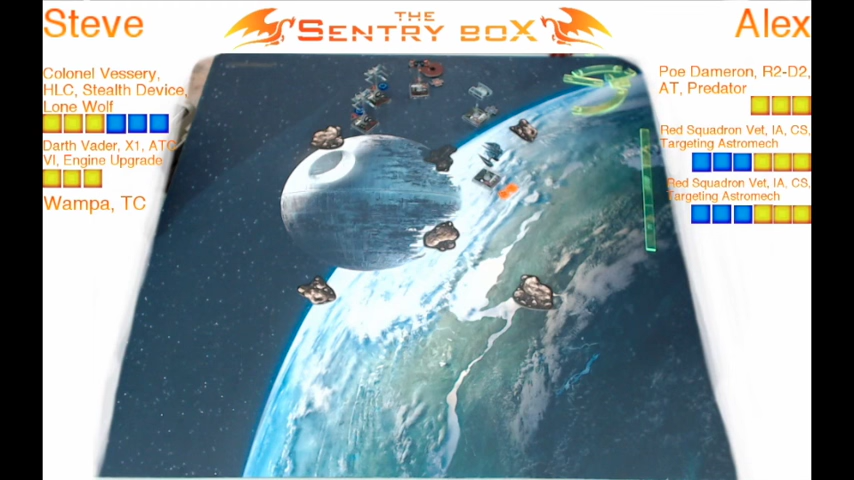 Steve
THE
SENTRY BOX
Alex
Colonel Vessery,
HLC, Stealth Device,
Lone Wolf
Darth Vader, X1, ATC
VI, Engine Upgrade
Wampa, TC
Poe Dameron, R2-D2,
AT, Predator
Red Squadron Vet, IA, CS,
Targeting Astromech
Red Squadron Vet, IA, CS,
Targeting Astromech